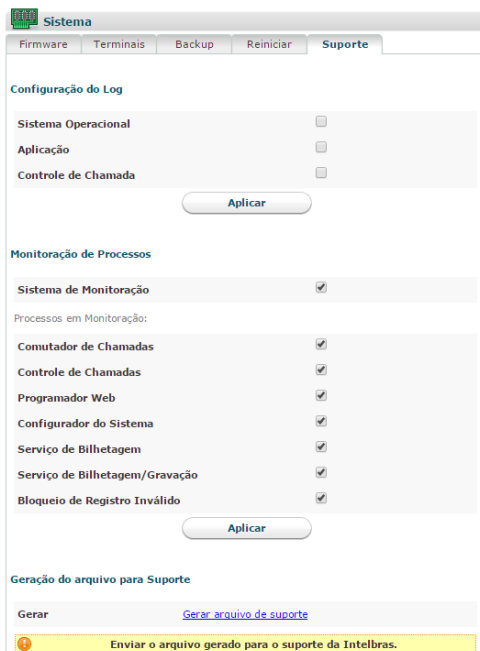 Sistema
Firmware Terminais Backup Reiniciar Suporte
Configuração do Log
Sistema Operacional
Aplicação
Controle de Chamada
Aplicar
Monitoração de Processos
Sistema de Monitoração
Processos em Monitoração:
Comutador de Chamadas
Controle de Chamadas
Programador Web
Configurador do Sistema
Serviço de Bilhetagem
Serviço de Bilhetagem/Gravação
Bloqueio de Registro Inválido
Aplicar
Geração do arquivo para Suporte
Gerar Gerar arquivo de suporte
Enviar o arquivo gerado para o suporte da Intelbras.